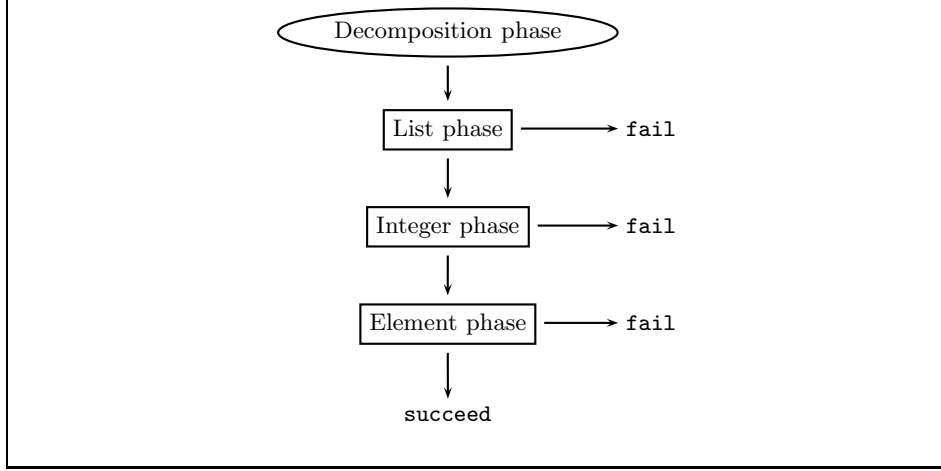 Decomposition phase
List phase
fail
Integer phase
fail
Element phase
fail
succeed